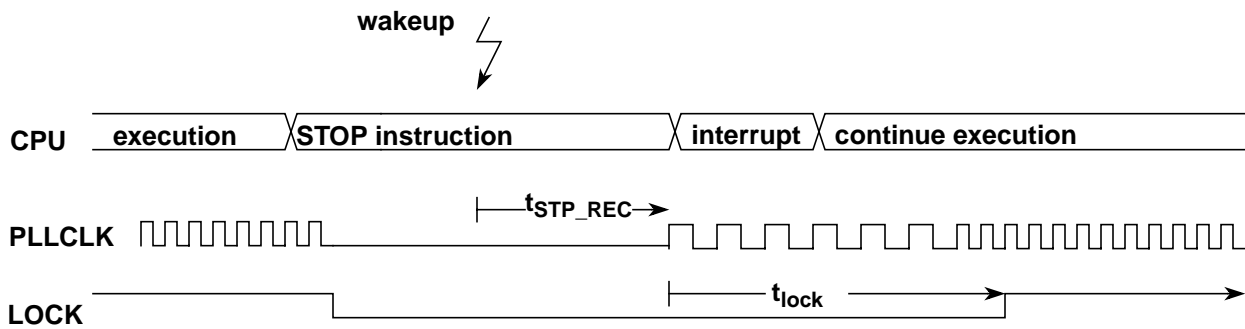 wakeup
CPU execution STOP instruction interrupt continue execution
tSTP_REC
PLLCLK
tlock
LOCK